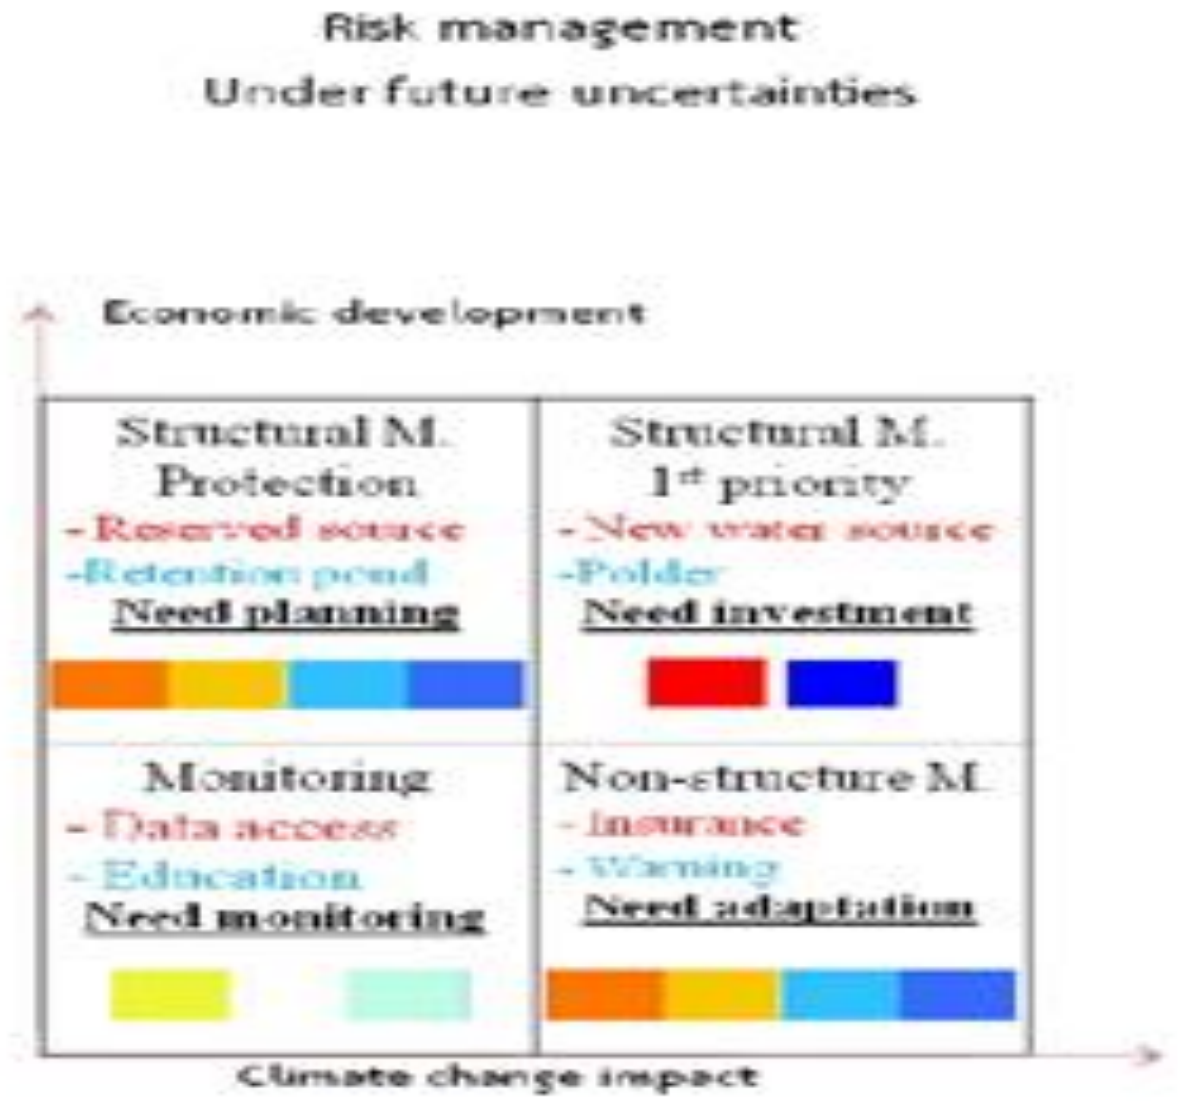 Risk management
Under future uncertainties
Economic development
Structural M.
Protection
- Reserved source
-Retention pond
Need planning
Structural M.
1st priority
- New water source
-Polder
Need investment
Monitoring
- Data access
- Education
Need monitoring
Non-structure M.
- Insurance
- Warning
Need adaptation
Climate change impact